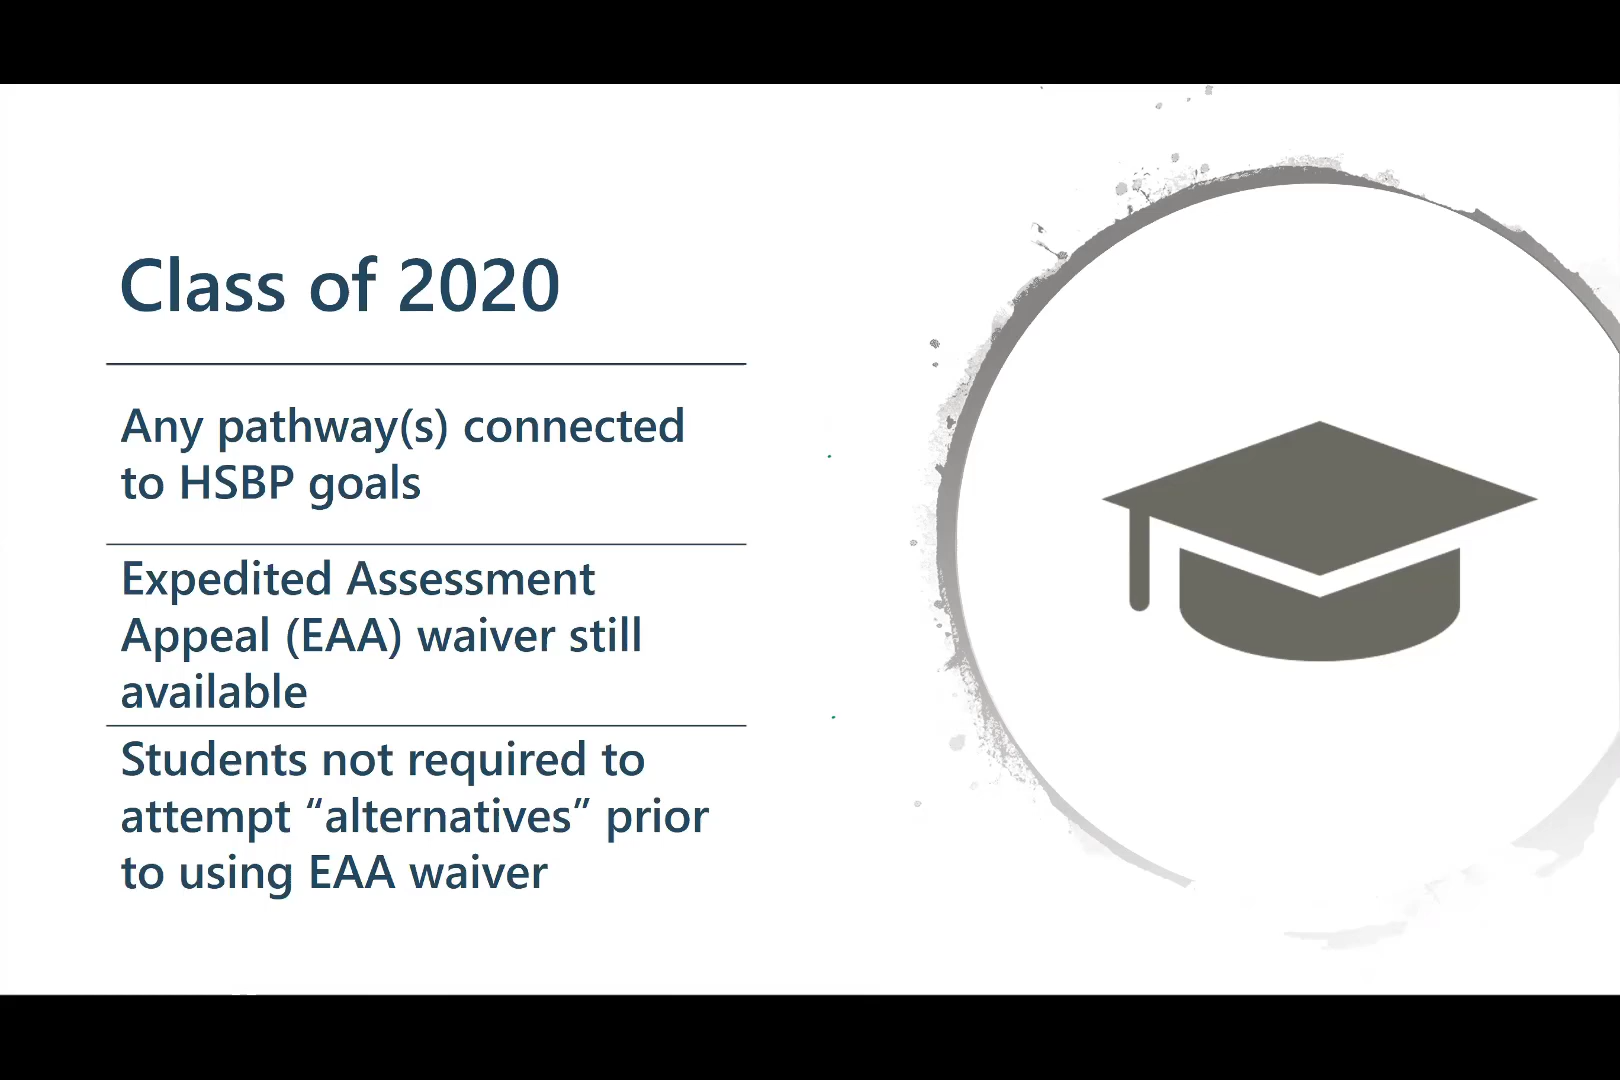 Class of 2020
Any pathway(s) connected
to HSBP goals
Expedited Assessment
Appeal (EAA) waiver still
available
Students not required to
attempt “alternatives” prior
to using EAA waiver